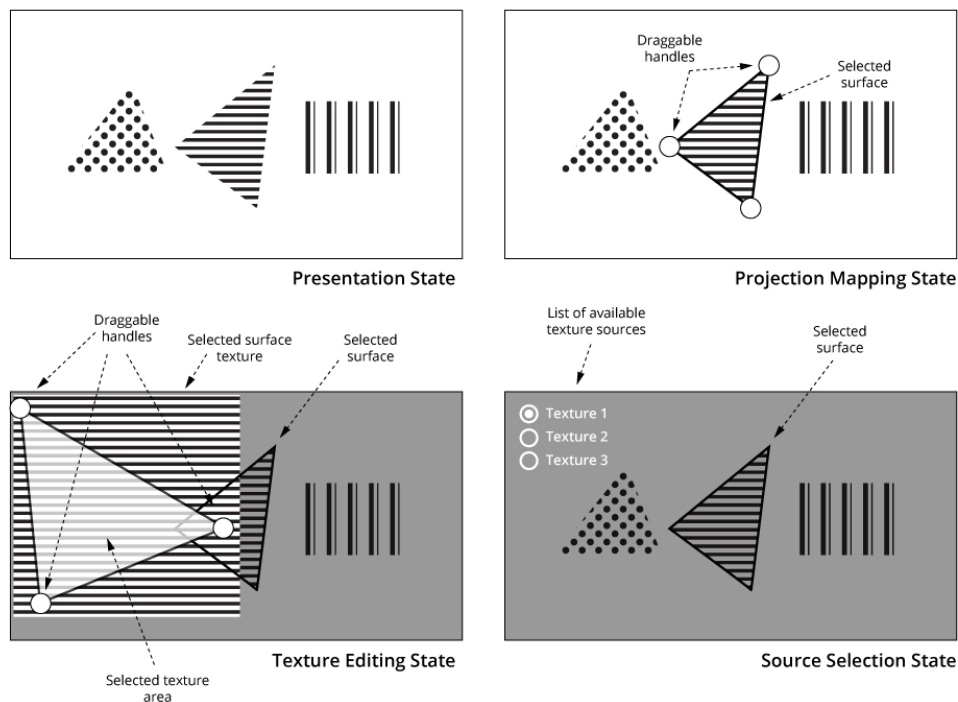 Presentation State
Draggable
handles
Selected
surface
Projection Mapping State
Draggable
handles
Selected surface
texture
Selected
surface
Texture Editing State
Selected texture
area
List of available
texture sources
Selected
surface
Texture 1
Texture 2
Texture 3
Source Selection State